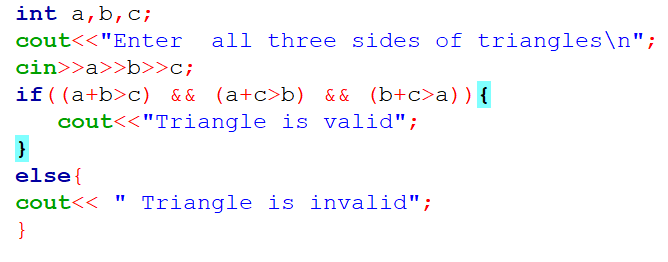 int a,b,c;
cout<<"Enter  all three sides of triangles\n";
cin>>a>>b>>c;
if((a+b>c) && (a+c>b) && (b+c>a)){
   cout<<"Triangle is valid";
}
else{
cout<< " Triangle is invalid";
}